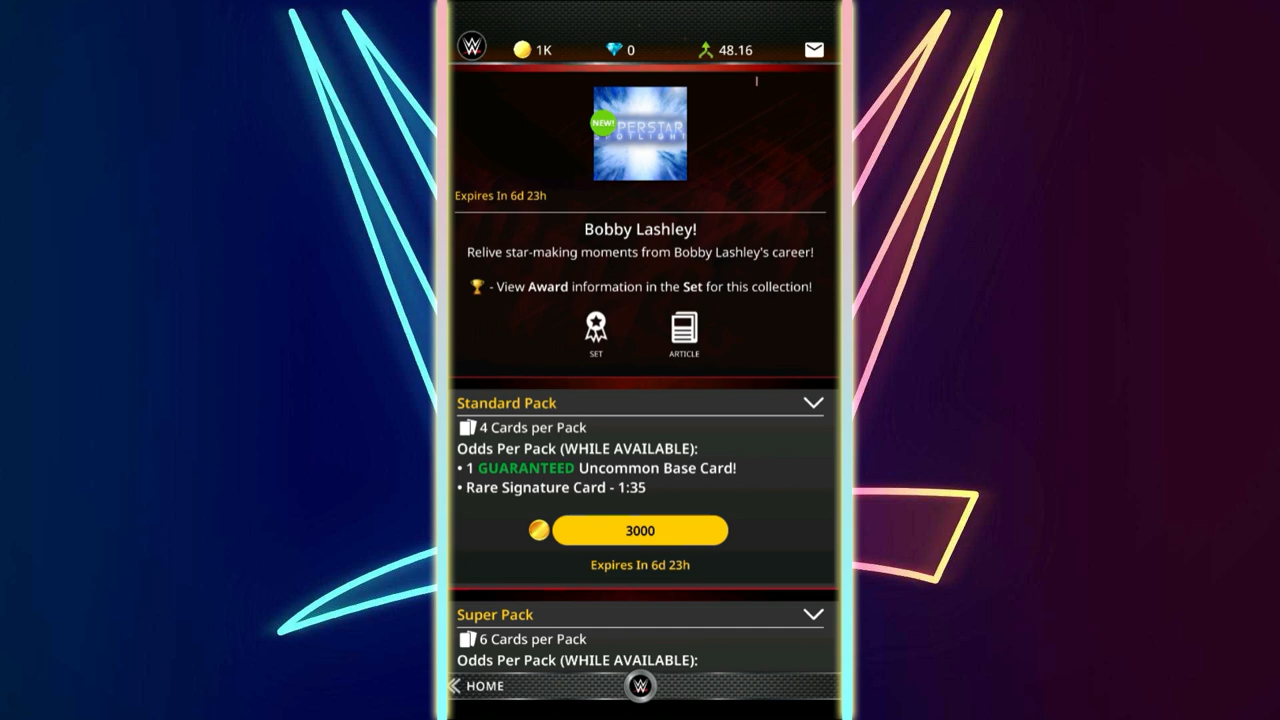 1K 0 48.16
NEW!
PERSTAR
SPOTLIGHT
Expires In 6d 23h
Bobby Lashley!
Relive star-making moments from Bobby Lashley's career!
- View Award information in the Set for this collection!
SET ARTICLE
Standard Pack
4 Cards per Pack
Odds Per Pack (WHILE AVAILABLE):
• 1 GUARANTEED Uncommon Base Card!
• Rare Signature Card - 1:35
3000
Expires In 6d 23h
Super Pack
6 Cards per Pack
Odds Per Pack (WHILE AVAILABLE):
HOME